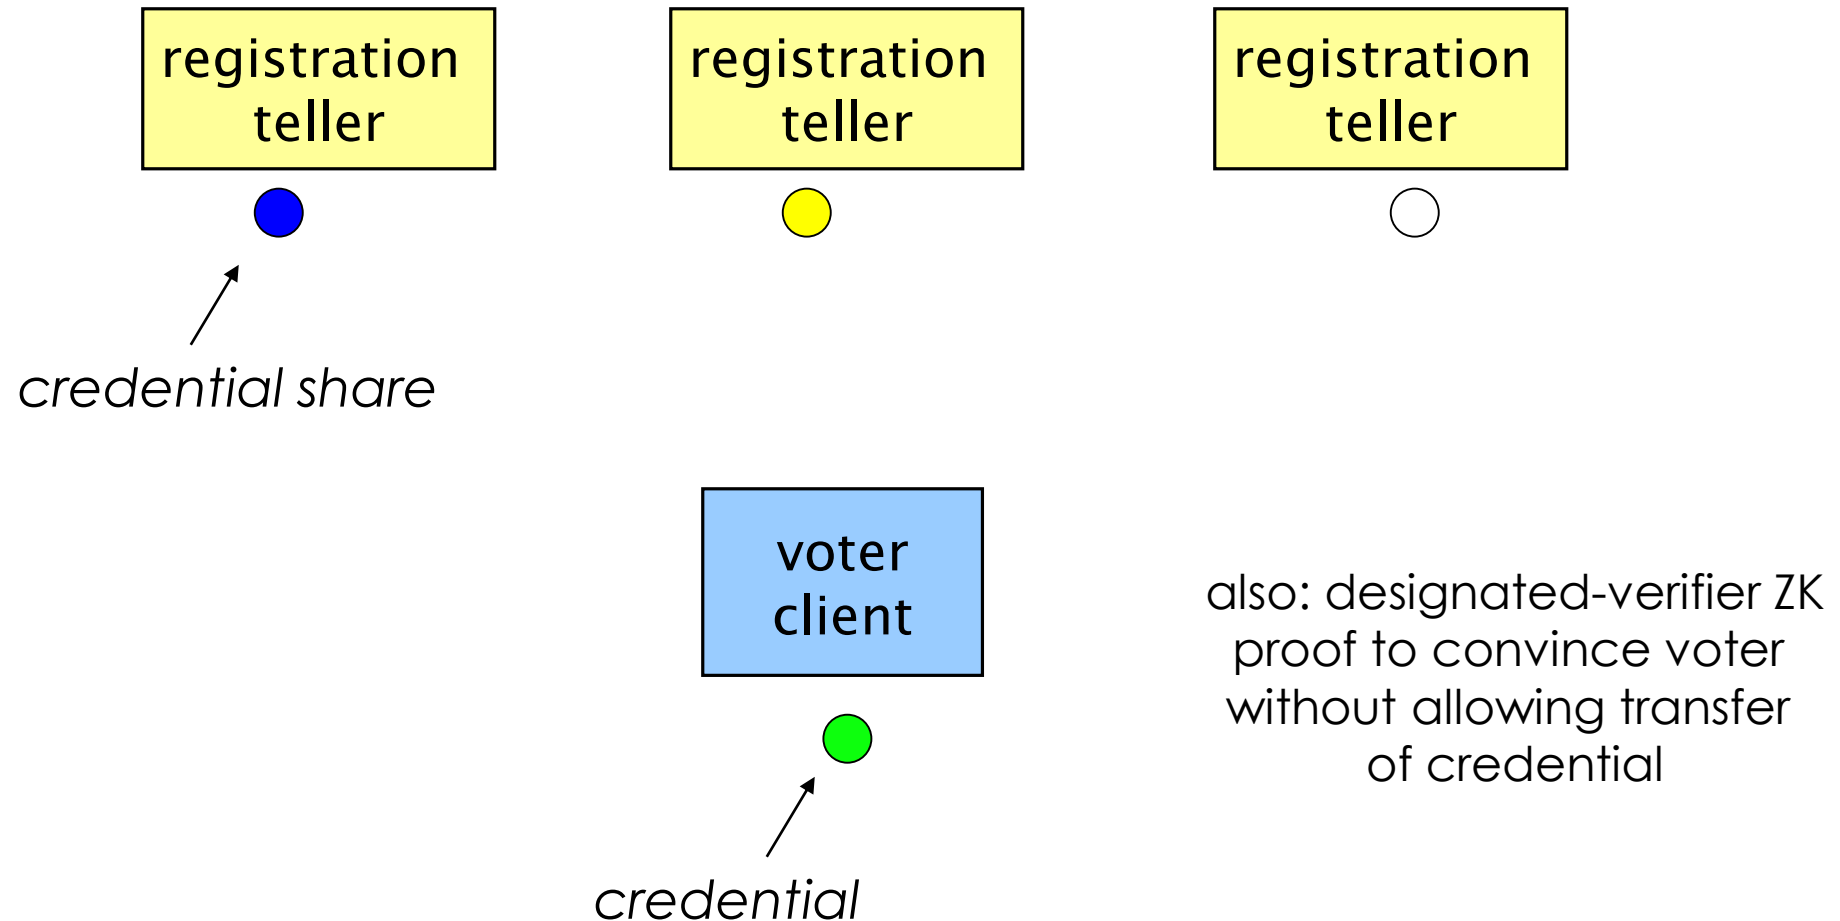 registration
teller
registration
teller
registration
teller
credential share
voter
client
also: designated-verifier ZK
proof to convince voter
without allowing transfer
of credential
credential